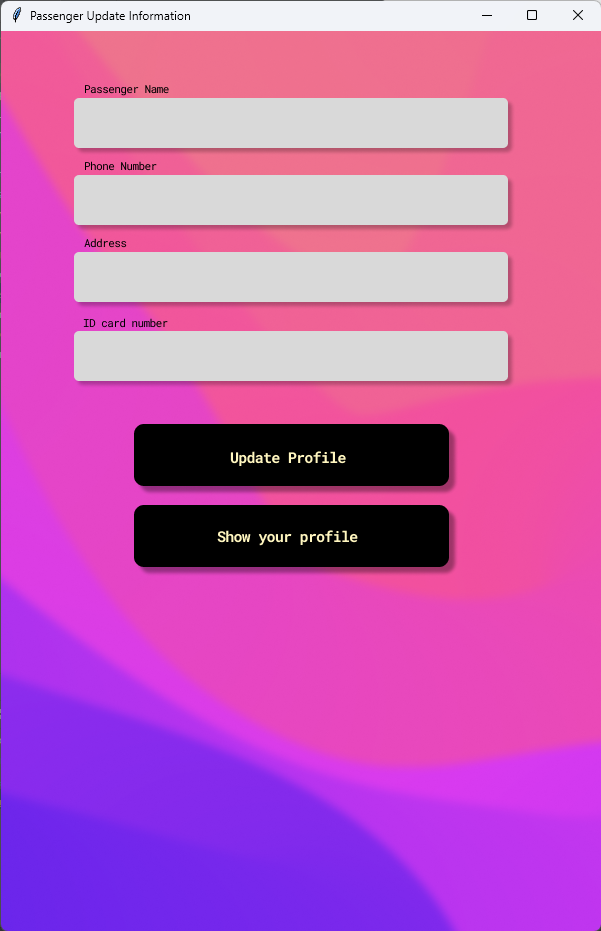 Passenger Update Information
Passenger Name
Phone Number
Address
ID card number
Update Profile
Show your profile